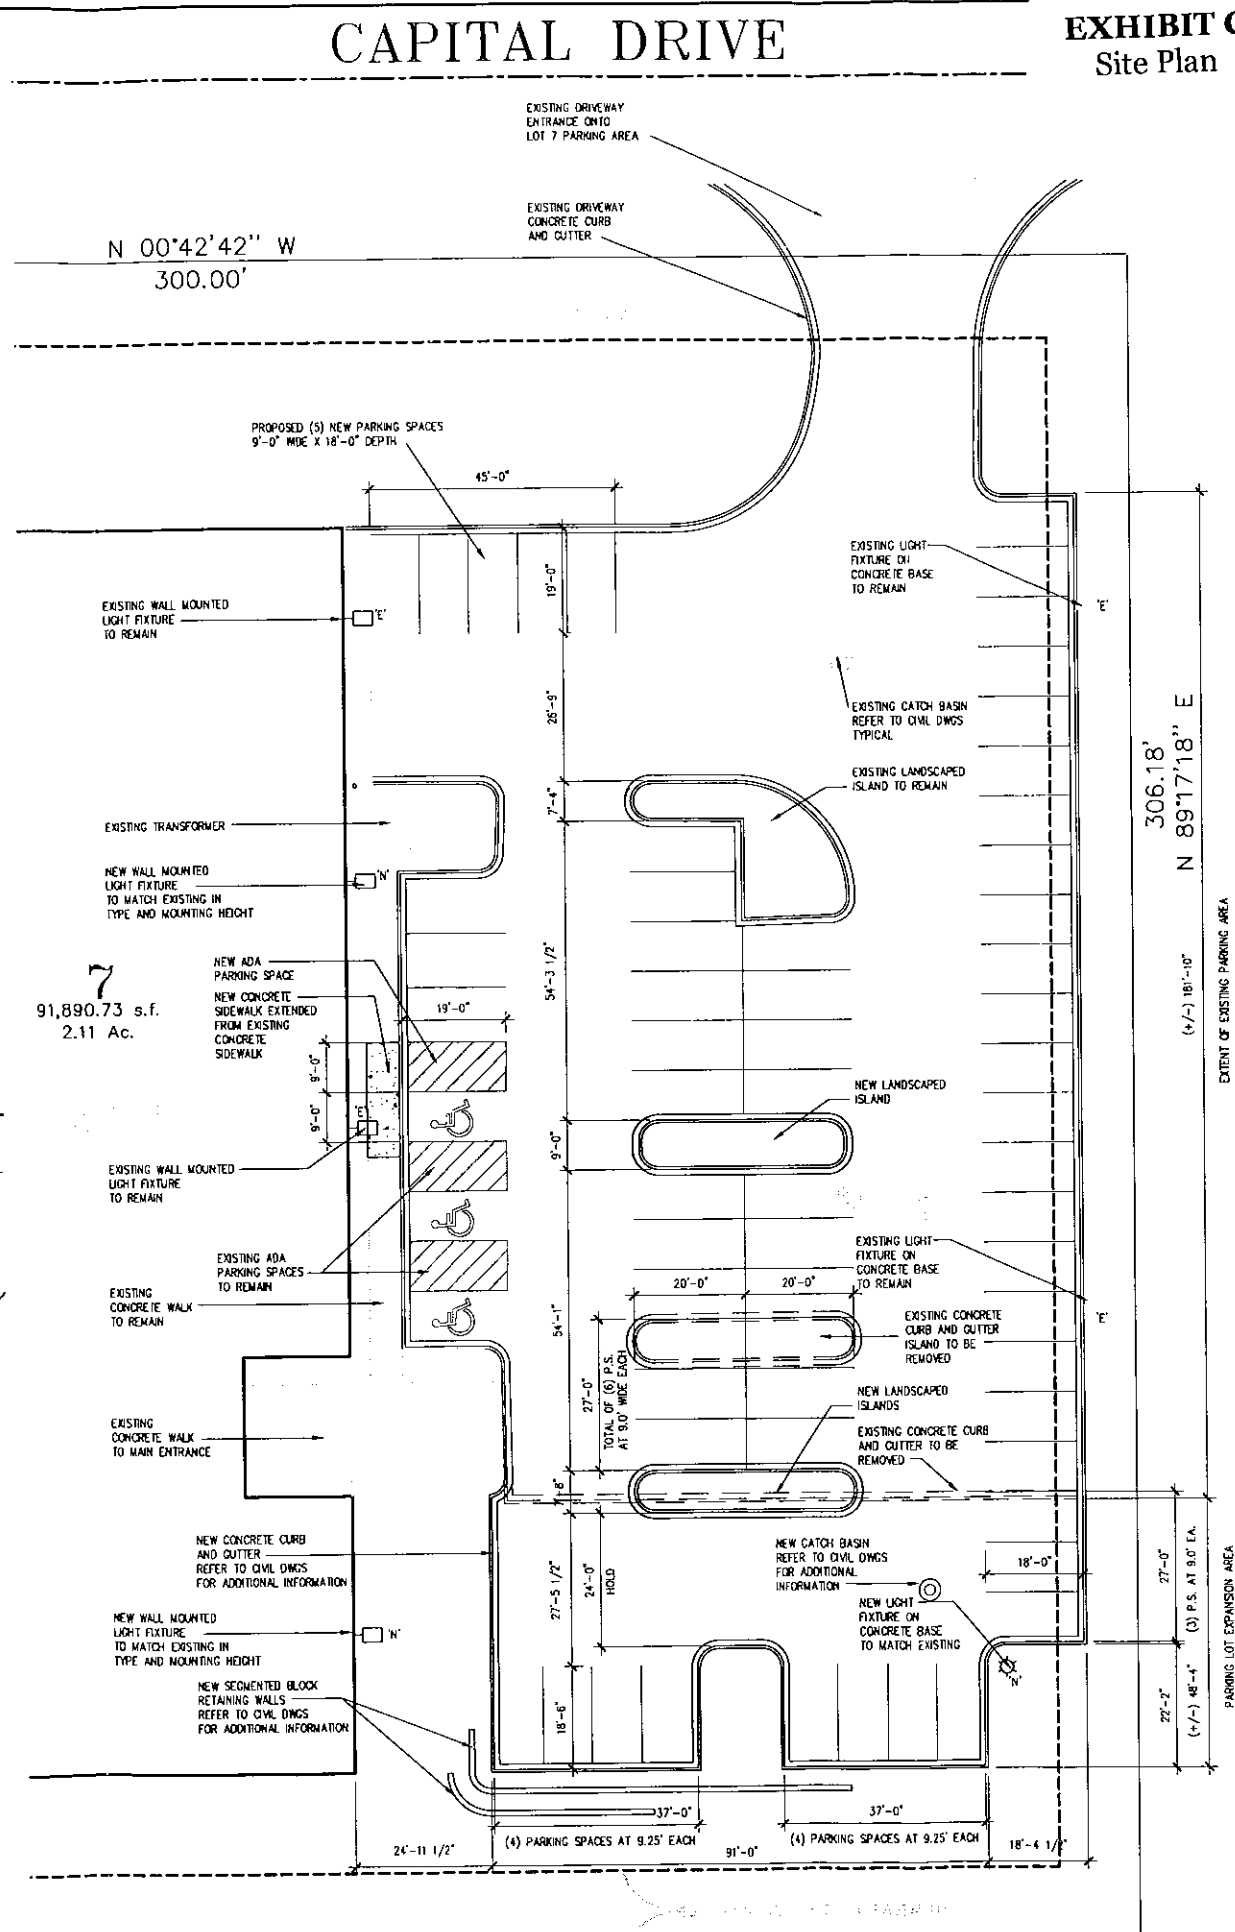 CAPITAL DRIVE
EXHIBIT
Site Plan
EXISTING DRIVEWAY
ENTRANCE ONTO
LOT 7 PARKING AREA
EXISTING DRIVEWAY
CONCRETE CURB
AND GUTTER
N 00°42'42" W
300.00'
PROPOSED (5) NEW PARKING SPACES
9'-0" WIDE X 18'-0" DEPTH
45'-0"
EXISTING LIGHT
FIXTURE ON
CONCRETE BASE
TO REMAIN
'E'
19'-0"
EXISTING WALL MOUNTED
LIGHT FIXTURE
TO REMAIN
'E'
26'-9"
EXISTING CATCH BASIN
REFER TO CIVIL DWGS
TYPICAL
306.18'
N 89°17'18" E
EXISTING LANDSCAPED
ISLAND TO REMAIN
7'-4"
EXISTING TRANSFORMER
NEW WALL MOUNTED
LIGHT FIXTURE
TO MATCH EXISTING IN
TYPE AND MOUNTING HEIGHT
'N'
7
91,890.73 s.f.
2.11 Ac.
NEW ADA
PARKING SPACE
NEW CONCRETE
SIDEWALK EXTENDED
FROM EXISTING
CONCRETE
SIDEWALK
19'-0"
54'-3 1/2"
(+/-) 181'-10"
EXTENT OF EXISTING PARKING AREA
9'-0"
9'-0"
'E'
NEW LANDSCAPED
ISLAND
9'-0"
EXISTING WALL MOUNTED
LIGHT FIXTURE
TO REMAIN
EXISTING ADA
PARKING SPACES
TO REMAIN
EXISTING
CONCRETE WALK
TO REMAIN
EXISTING LIGHT
FIXTURE ON
CONCRETE BASE
TO REMAIN
'E'
20'-0"
20'-0"
54'-1"
EXISTING CONCRETE
CURB AND GUTTER
ISLAND TO BE
REMOVED
27'-0"
TOTAL OF (6) P.S.
AT 9.0' WIDE EACH
NEW LANDSCAPED
ISLANDS
EXISTING
CONCRETE WALK
TO MAIN ENTRANCE
EXISTING CONCRETE CURB
AND GUTTER TO BE
REMOVED
NEW CONCRETE CURB
AND GUTTER
REFER TO CIVIL DWGS
FOR ADDITIONAL INFORMATION
27'-5 1/2"
24'-0"
HOLD
NEW CATCH BASIN
REFER TO CIVIL DWGS
FOR ADDITIONAL
INFORMATION
18'-0"
27'-0"
(3) P.S. AT 9.0' EA.
PARKING LOT EXPANSION AREA
NEW WALL MOUNTED
LIGHT FIXTURE
TO MATCH EXISTING IN
TYPE AND MOUNTING HEIGHT
'N'
NEW LIGHT
FIXTURE ON
CONCRETE BASE
TO MATCH EXISTING
'N'
NEW SEGMENTED BLOCK
RETAINING WALLS
REFER TO CIVIL DWGS
FOR ADDITIONAL INFORMATION
18'-6"
22'-2"
(+/-) 48'-4"
37'-0"
37'-0"
(4) PARKING SPACES AT 9.25' EACH
(4) PARKING SPACES AT 9.25' EACH
24'-11 1/2"
91'-0"
18'-4 1/2"